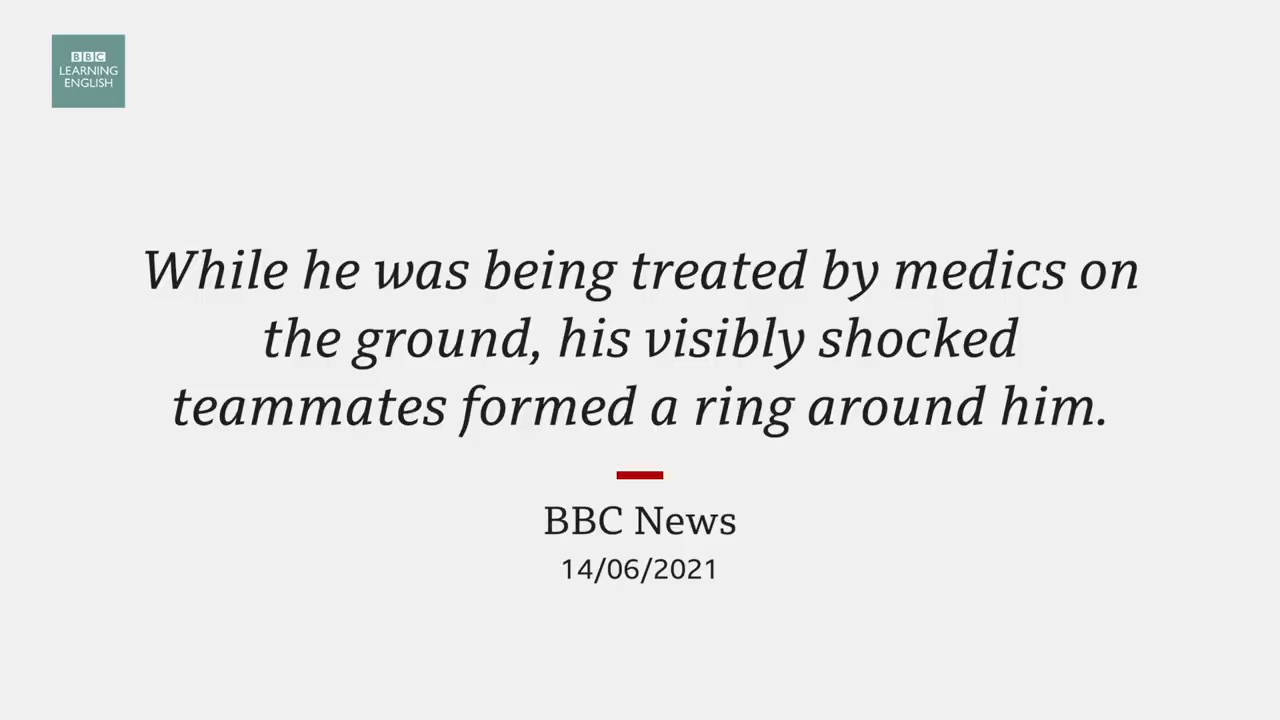 BBC
LEARNING
ENGLISH
While he was being treated by medics on
the ground, his visibly shocked
teammates formed a ring around him.
BBC News
14/06/2021